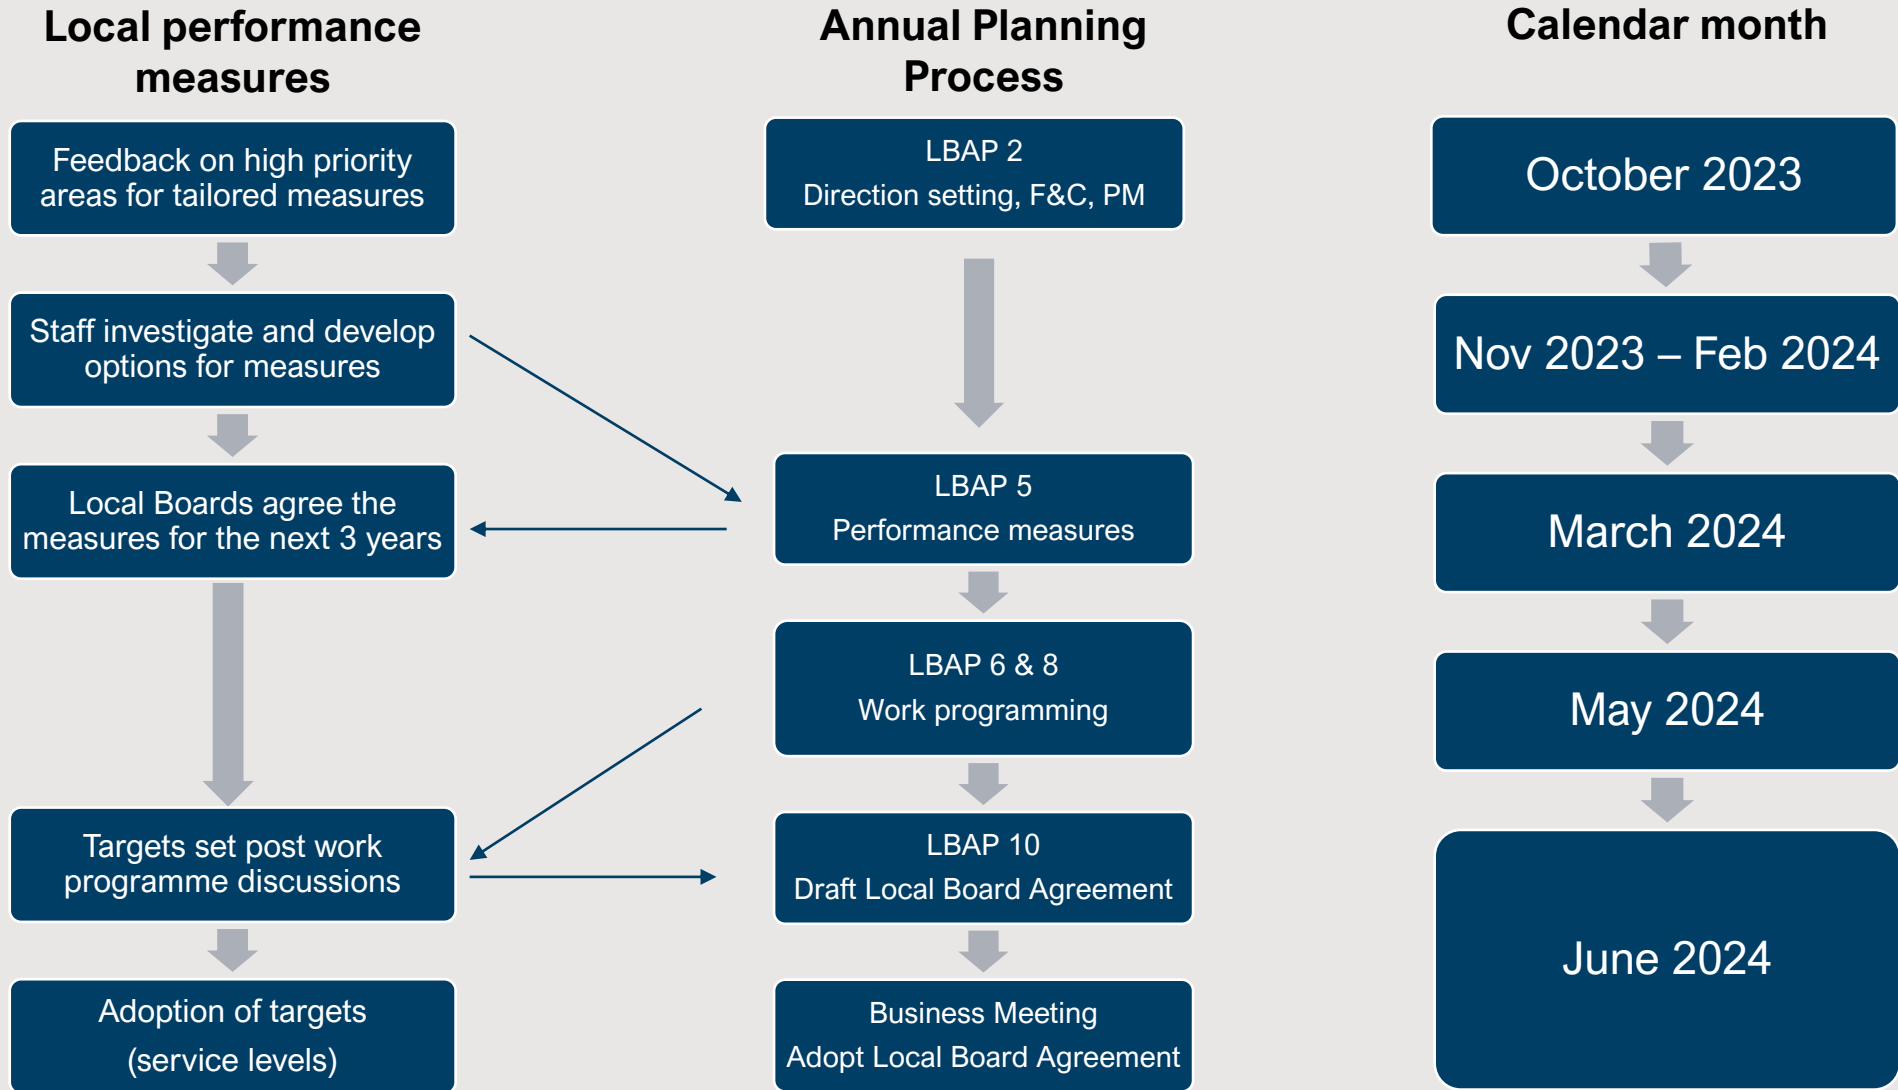 Local performance
measures
Feedback on high priority
areas for tailored measures
Staff investigate and develop
options for measures
Local Boards agree the
measures for the next 3 years
Targets set post work
programme discussions
Adoption of targets
(service levels)
Annual Planning
Process
LBAP 2
Direction setting, F&C, PM
LBAP 5
Performance measures
LBAP 6 & 8
Work programming
LBAP 10
Draft Local Board Agreement
Business Meeting
Adopt Local Board Agreement
Calendar month
October 2023
Nov 2023 – Feb 2024
March 2024
May 2024
June 2024